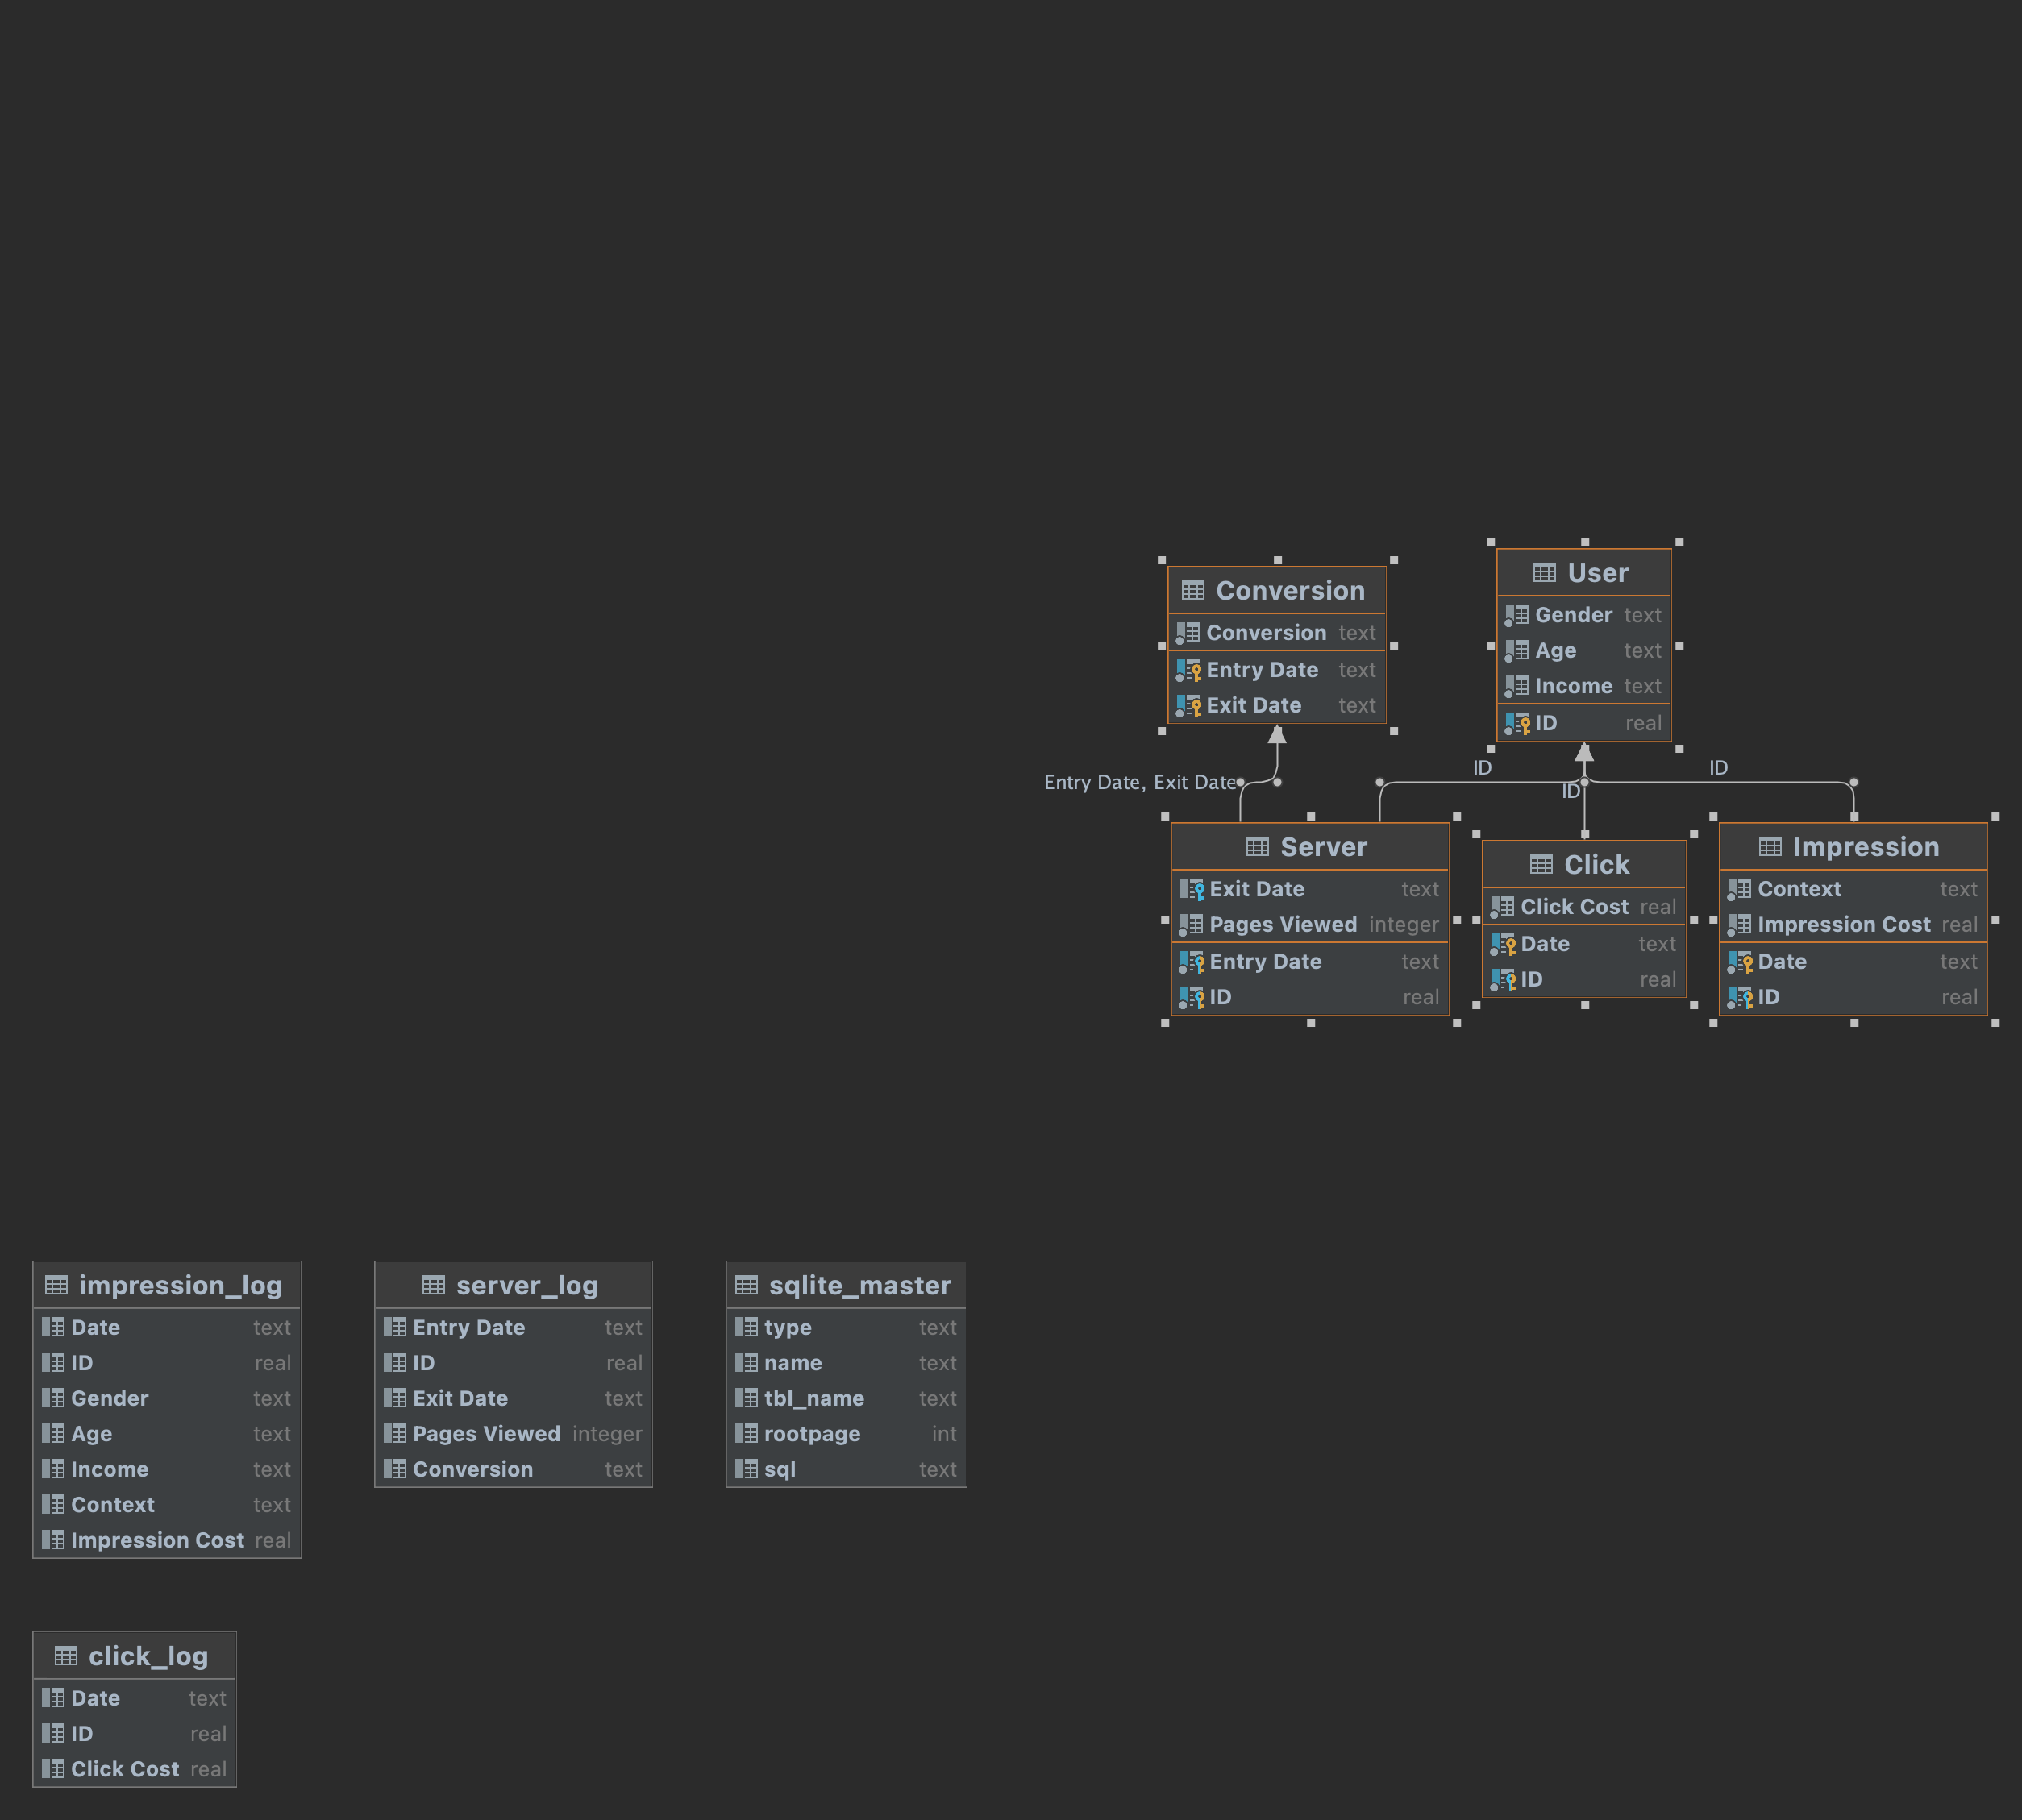 Conversion
Conversion text
Entry Date text
Exit Date text
User
Gender text
Age text
Income text
ID real
Entry Date, Exit Date
ID
ID
ID
Server
Exit Date text
Pages Viewed integer
Entry Date text
ID real
Click
Click Cost real
Date text
ID real
Impression
Context text
Impression Cost real
Date text
ID real
impression_log
Date text
ID real
Gender text
Age text
Income text
Context text
Impression Cost real
server_log
Entry Date text
ID real
Exit Date text
Pages Viewed integer
Conversion text
sqlite_master
type text
name text
tbl_name text
rootpage int
sql text
click_log
Date text
ID real
Click Cost real